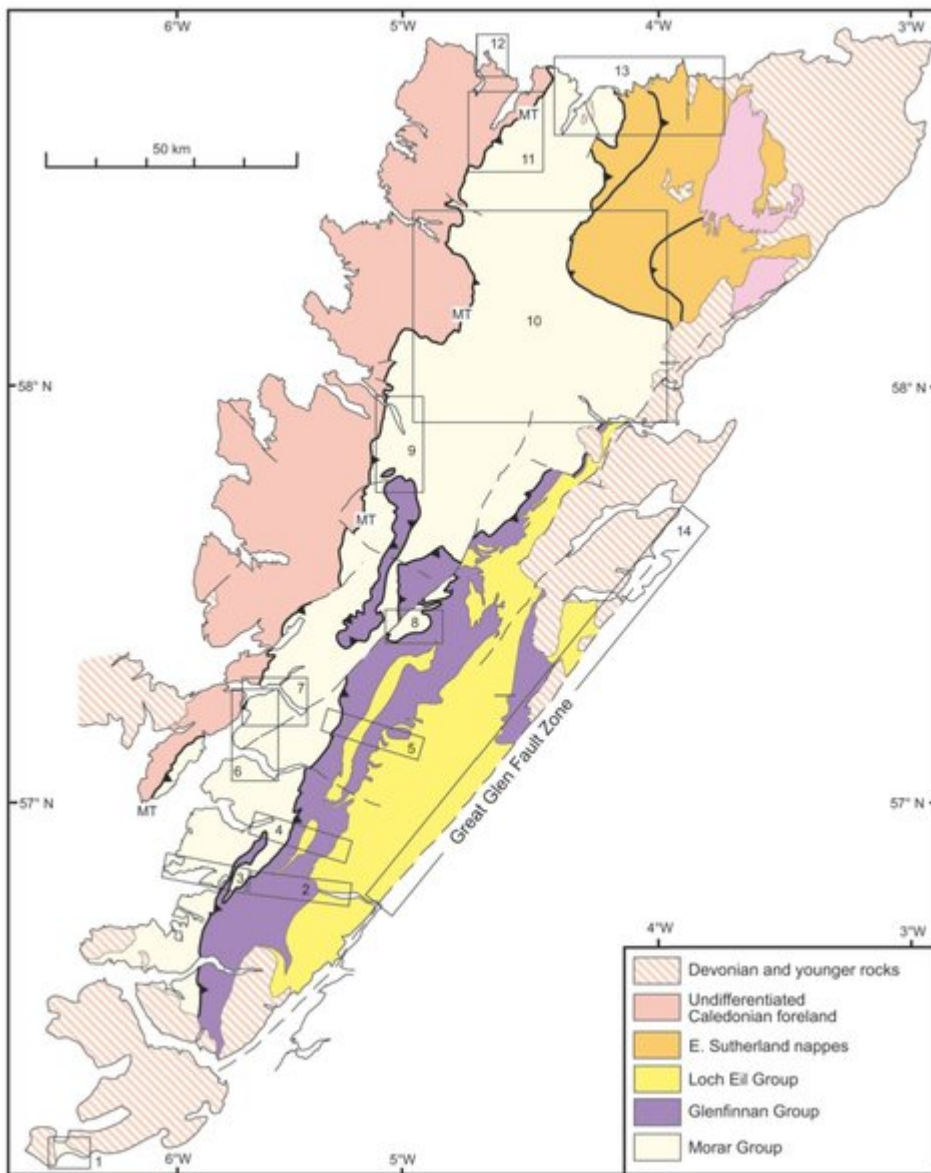 6°W 5°W 4°W 3°W
12
13
MT
50 km
11
10
MT
58° N 58° N
9
MT
14
8
7
5
6
Great Glen Fault Zone
57° N 57° N
MT
4
3
2
4°W 3°W
Devonian and younger rocks
Undifferentiated
Caledonian foreland
E. Sutherland nappes
Loch Eil Group
Glenfinnan Group
Morar Group
1
6°W 5°W